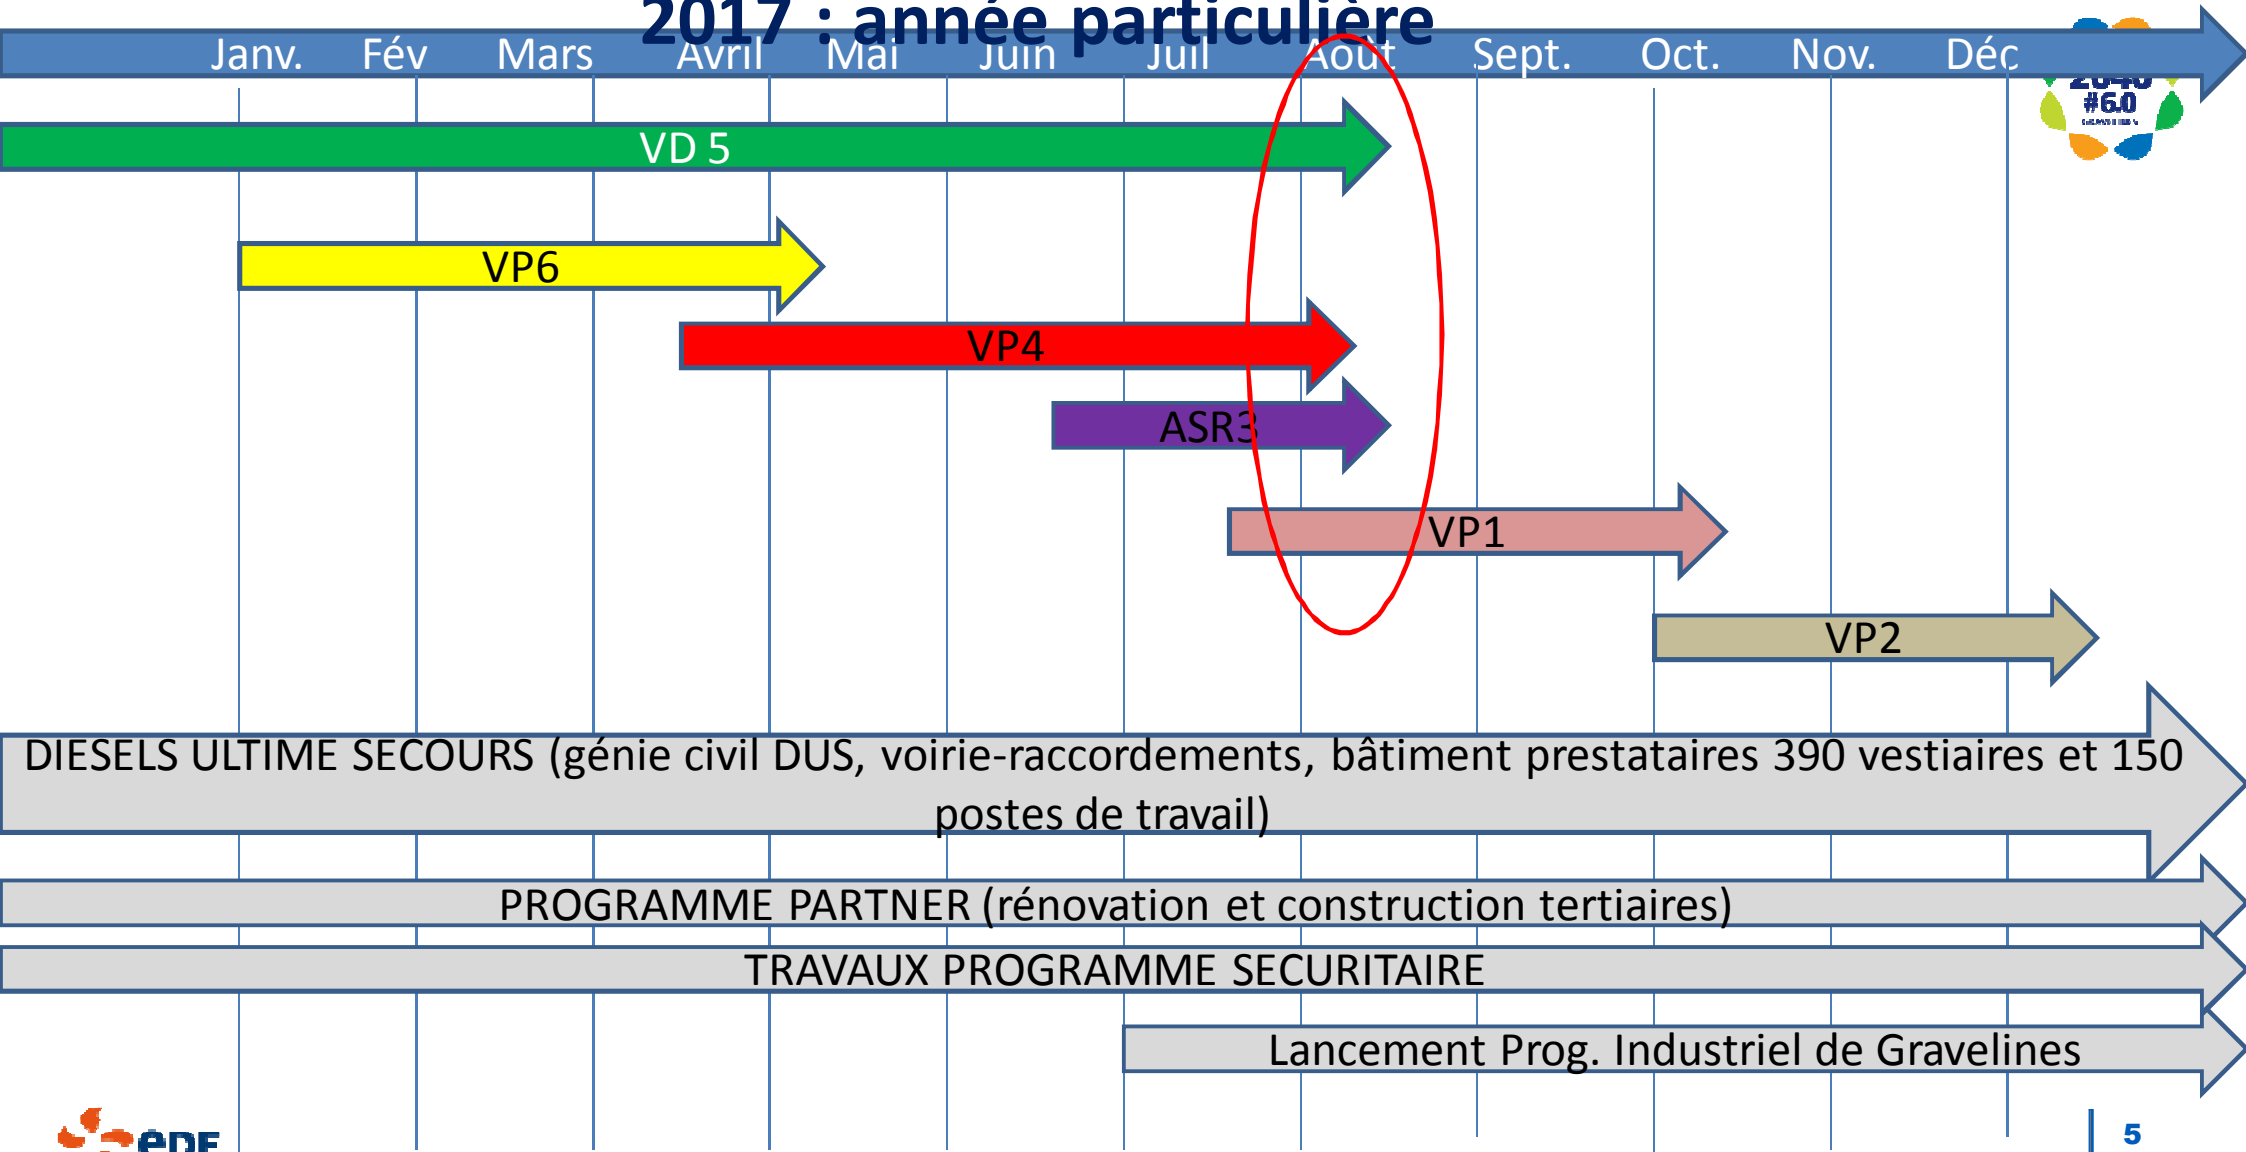 2017 : année particulière
Janv. Fév Mars Avril Mai Juin Juil Août Sept. Oct. Nov. Déc
2040
#6.0
VD 5
VP6
VP4
ASR3
VP1
VP2
DIESELS ULTIME SECOURS (génie civil DUS, voirie-raccordements, bâtiment prestataires 390 vestiaires et 150
postes de travail)
PROGRAMME PARTNER (rénovation et construction tertiaires)
TRAVAUX PROGRAMME SECURITAIRE
Lancement Prog. Industriel de Gravelines
eDF
5